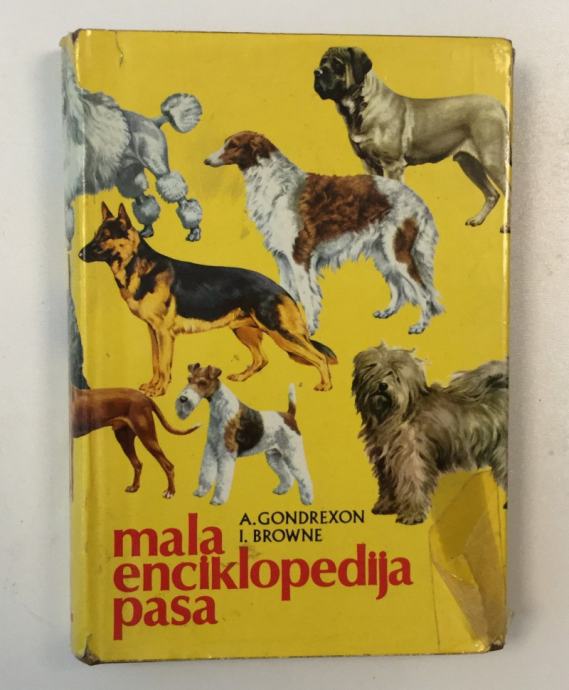 A. GONDREXON
I. BROWNE
mala
enciklopedija
pasa